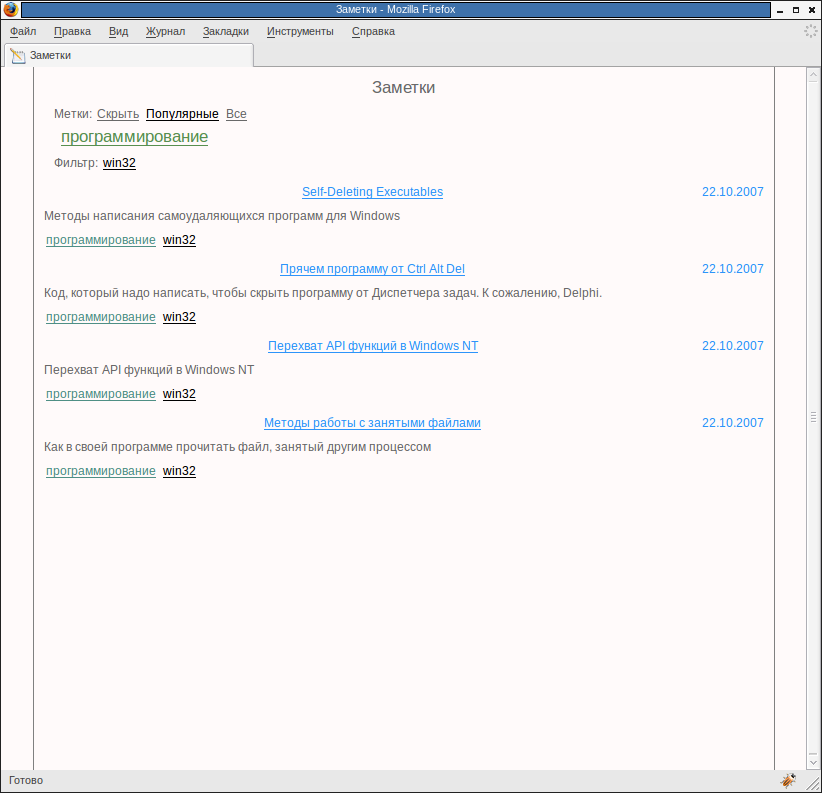 Заметки - Mozilla Firefox
Файл Правка Вид Журнал Закладки Инструменты Справка
Заметки
Заметки
Метки: Скрыть Популярные Все
программирование
Фильтр: win32
Self-Deleting Executables 22.10.2007
Методы написания самоудаляющихся программ для Windows
программирование win32
Прячем программу от Ctrl Alt Del 22.10.2007
Код, который надо написать, чтобы скрыть программу от Диспетчера задач. К сожалению, Delphi.
программирование win32
Перехват API функций в Windows NT 22.10.2007
Перехват API функций в Windows NT
программирование win32
Методы работы с занятыми файлами 22.10.2007
Как в своей программе прочитать файл, занятый другим процессом
программирование win32
Готово